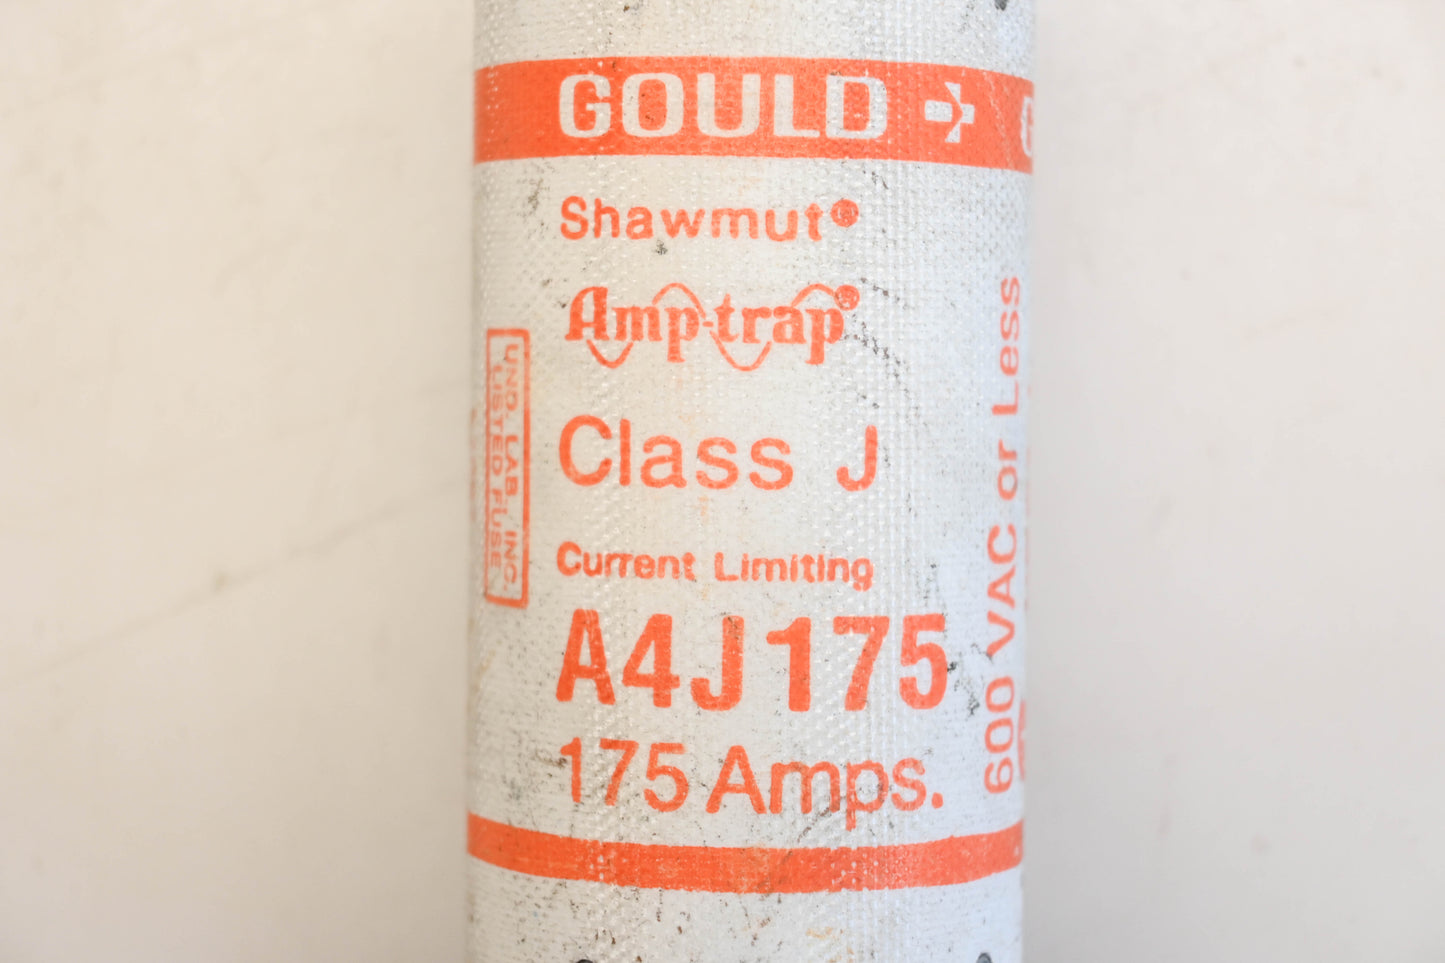 GOULD
Shawmut®
Amp-trap®
Class J
Current Limiting
A4J175
175 Amps.
UND. LAB. INC.
LISTED FUSE
600 VAC or Less